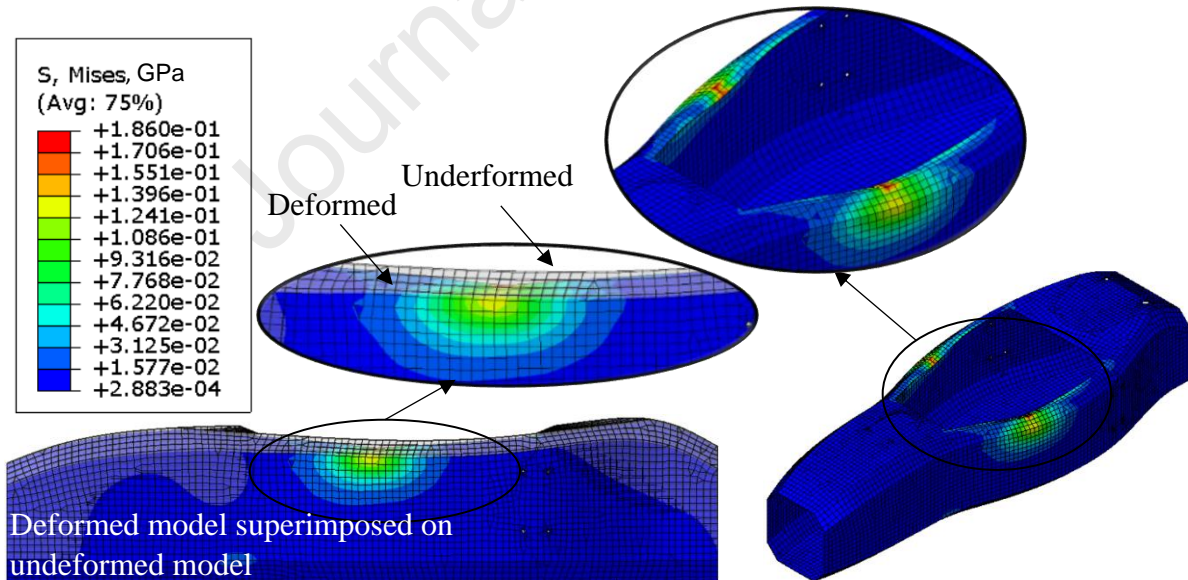 Journa
S, Mises, GPa
(Avg: 75%)
+1.860e-01
+1.706e-01
+1.551e-01
+1.396e-01
+1.241e-01
+1.086e-01
+9.316e-02
+7.768e-02
+6.220e-02
+4.672e-02
+3.125e-02
+1.577e-02
+2.883e-04
Underformed
Deformed
Deformed model superimposed on
undeformed model